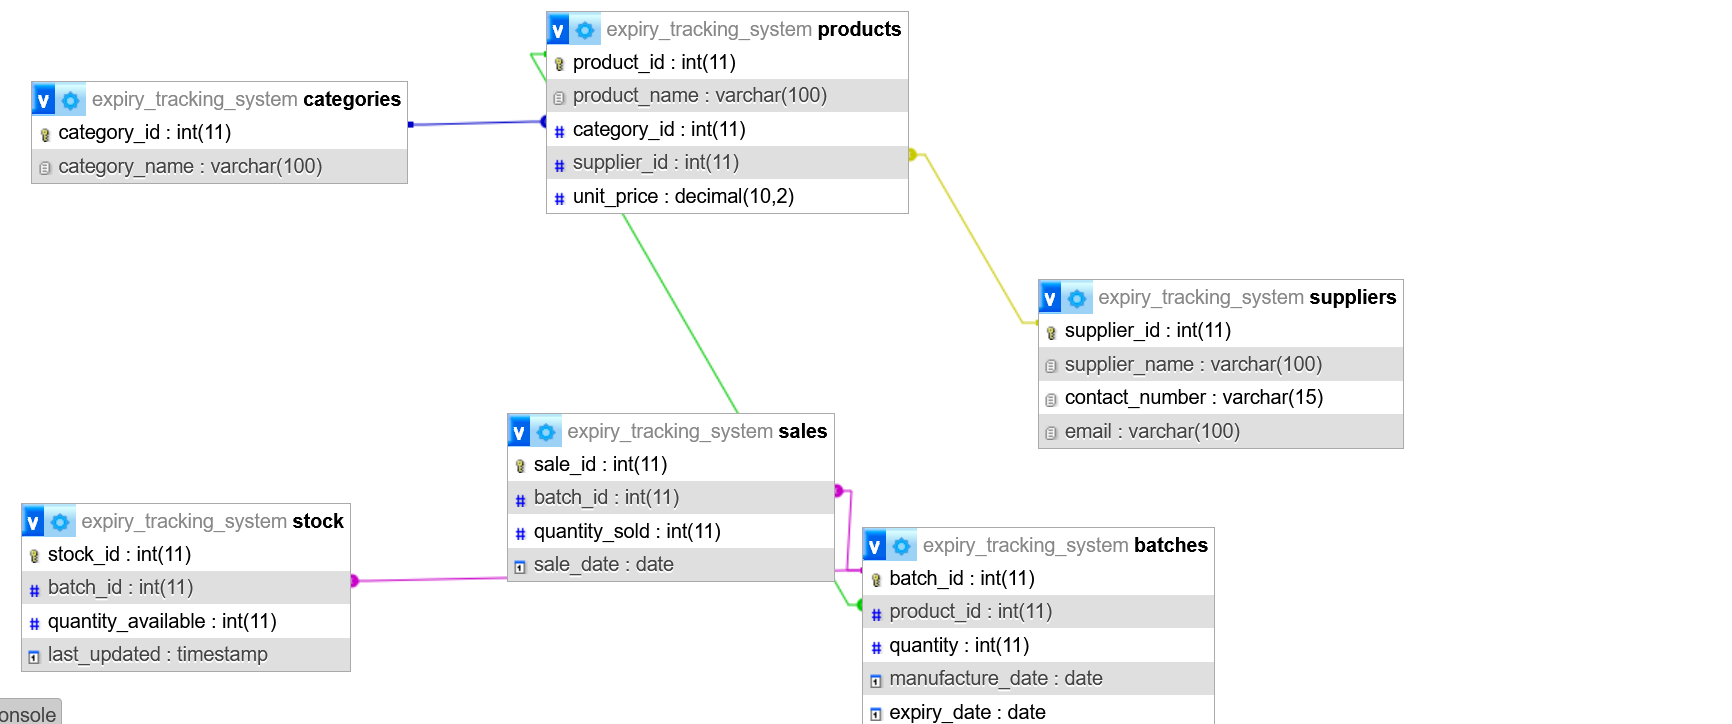 v expiry_tracking_system products
product_id : int(11)
product_name : varchar(100)
category_id : int(11)
supplier_id : int(11)
unit_price : decimal(10,2)
v expiry_tracking_system categories
category_id : int(11)
category_name : varchar(100)
v expiry_tracking_system suppliers
supplier_id : int(11)
supplier_name : varchar(100)
contact_number : varchar(15)
email : varchar(100)
v expiry_tracking_system sales
sale_id : int(11)
batch_id : int(11)
quantity_sold : int(11)
sale_date : date
v expiry_tracking_system stock
stock_id : int(11)
batch_id : int(11)
quantity_available : int(11)
last_updated : timestamp
v expiry_tracking_system batches
batch_id : int(11)
product_id : int(11)
quantity : int(11)
manufacture_date : date
expiry_date : date
onsole